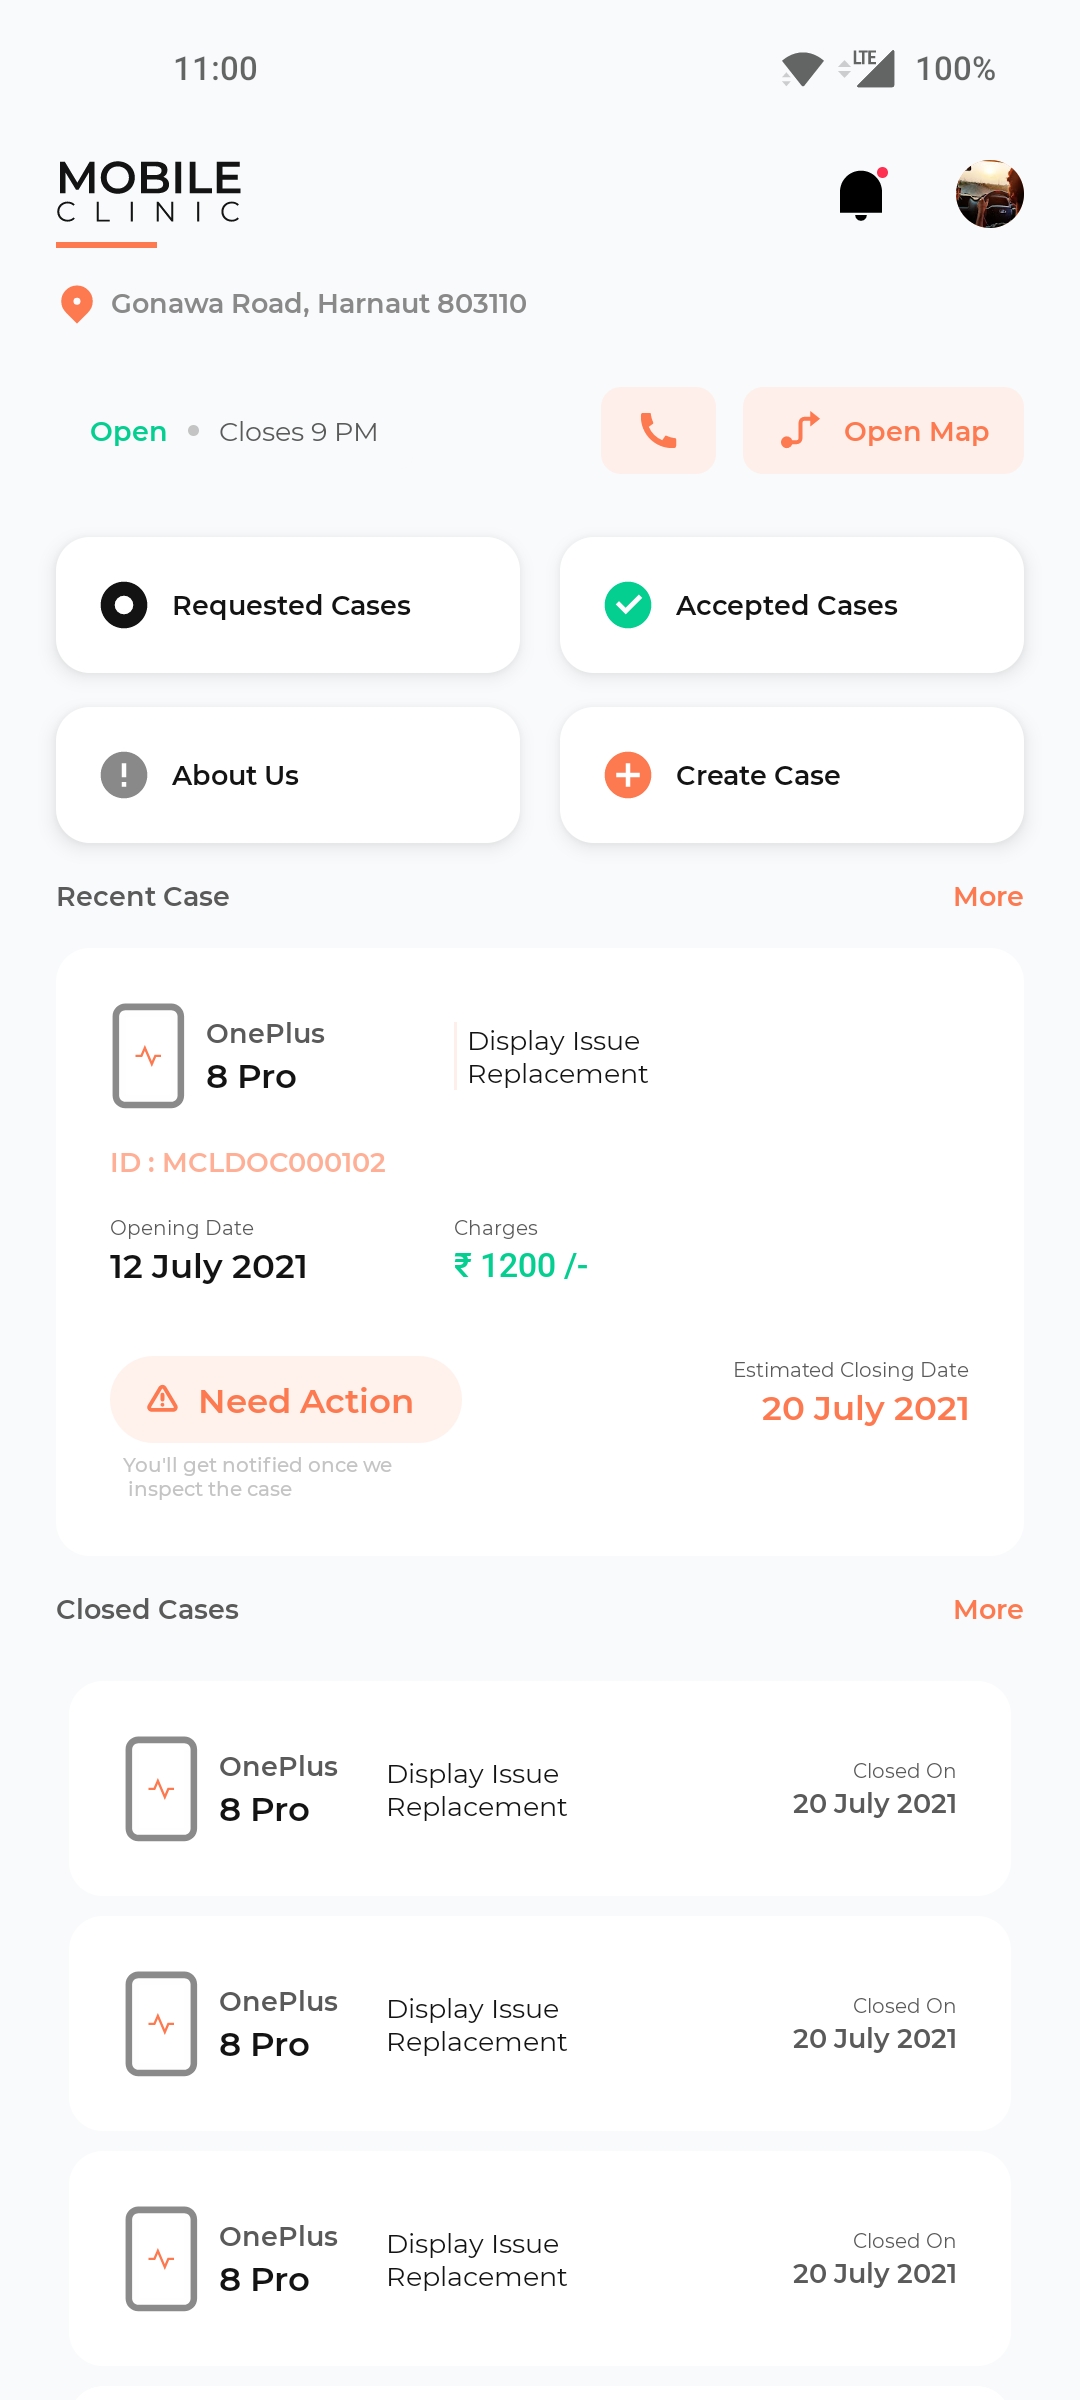 11:00
LTE 100%
MOBILE
CLINIC
Gonawa Road, Harnaut 803110
Open • Closes 9 PM
Open Map
Requested Cases
Accepted Cases
About Us
Create Case
Recent Case
More
OnePlus
8 Pro
Display Issue
Replacement
ID : MCLDOC000102
Opening Date
12 July 2021
Charges
₹ 1200 /-
Need Action
You'll get notified once we
inspect the case
Estimated Closing Date
20 July 2021
Closed Cases
More
OnePlus
8 Pro
Display Issue
Replacement
Closed On
20 July 2021
OnePlus
8 Pro
Display Issue
Replacement
Closed On
20 July 2021
OnePlus
8 Pro
Display Issue
Replacement
Closed On
20 July 2021